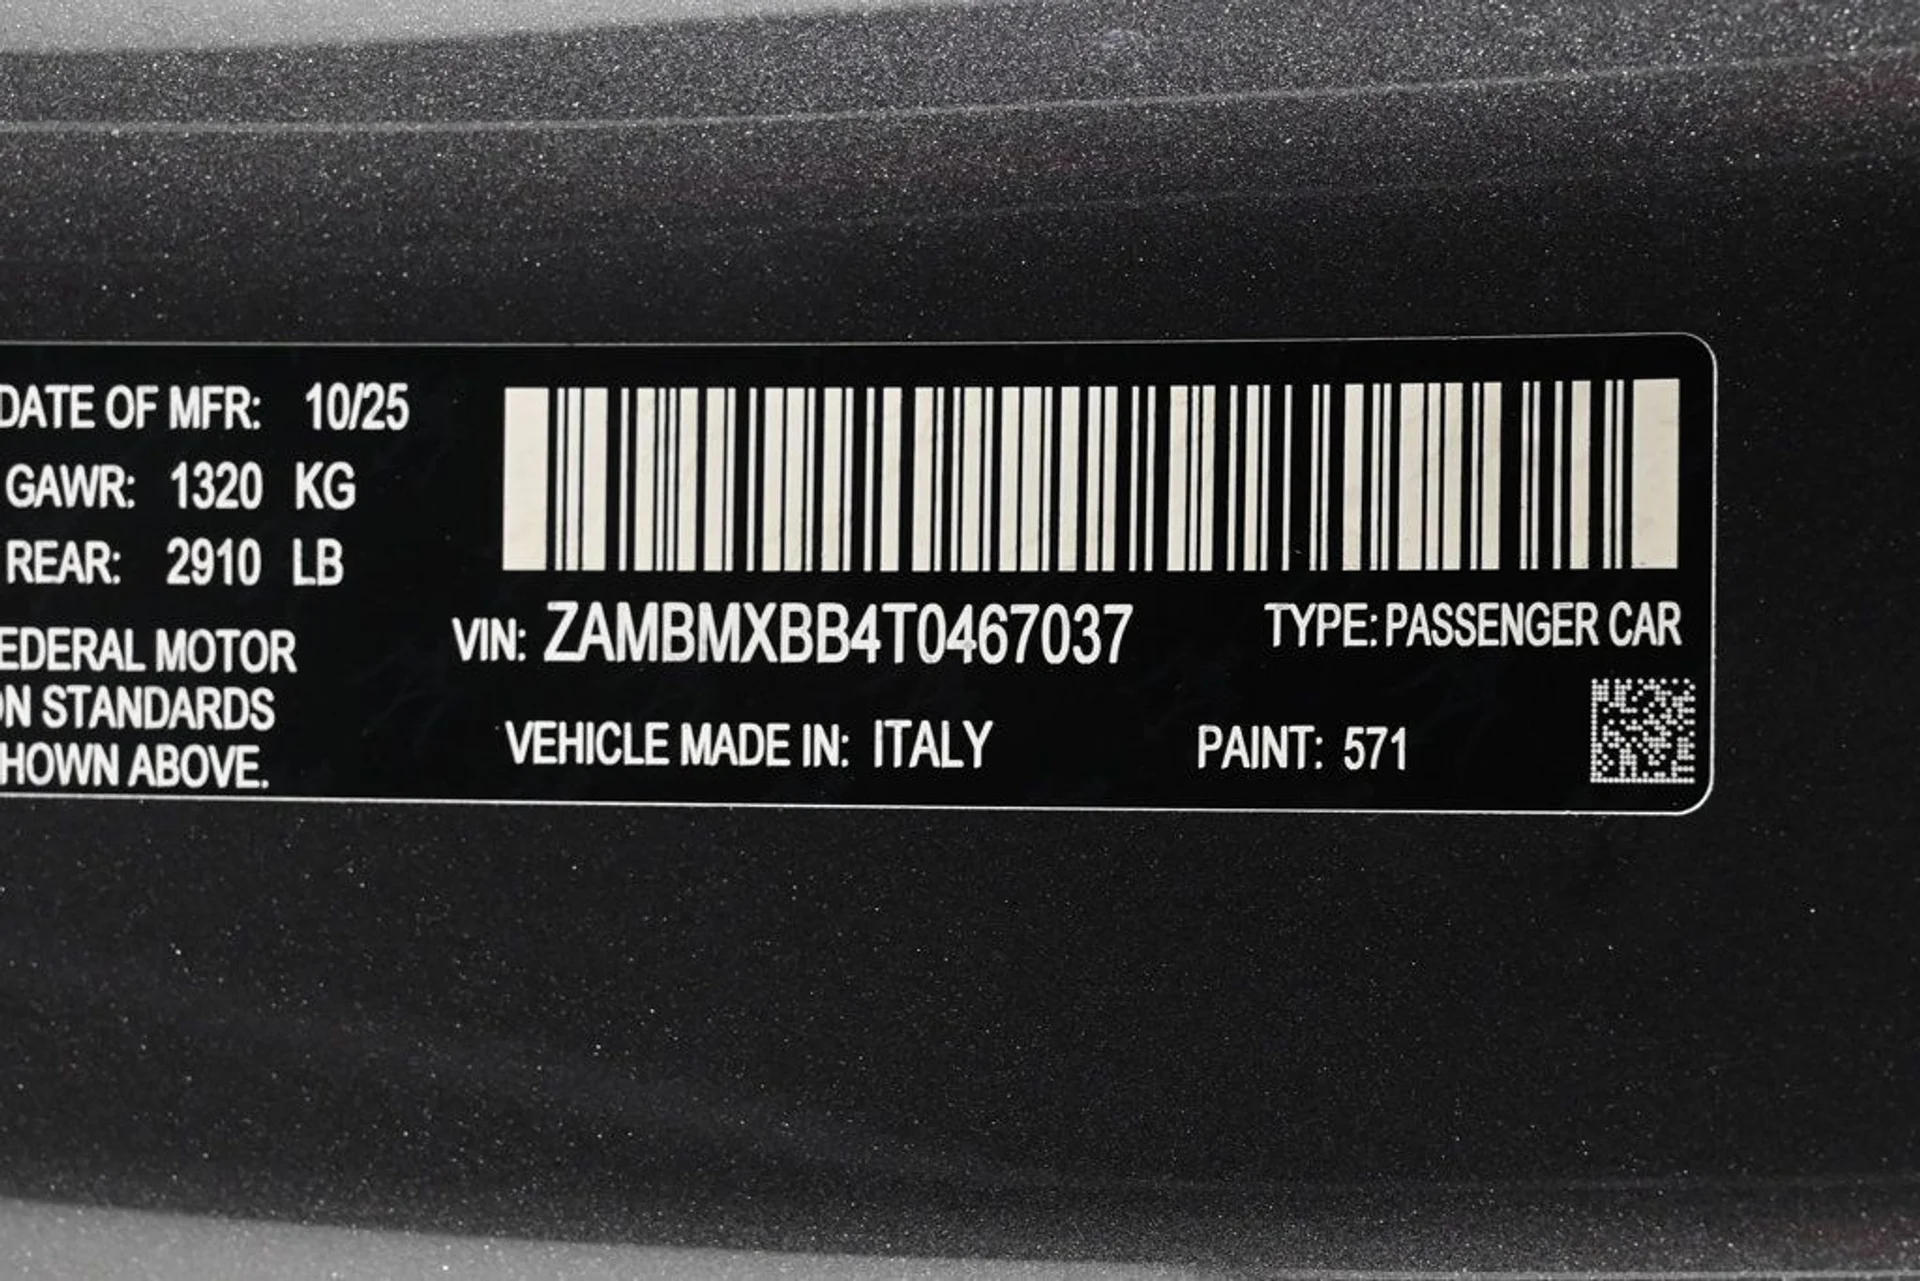 DATE OF MFR: 10/25
GAWR: 1320 KG
REAR: 2910 LB
EDERAL MOTOR
ON STANDARDS
HOWN ABOVE.
VIN: ZAMBMXBB4T0467037
TYPE: PASSENGER CAR
VEHICLE MADE IN: ITALY
PAINT: 571